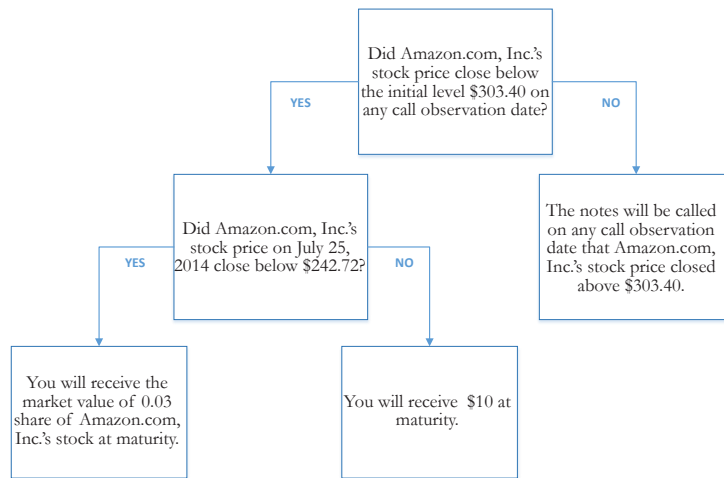 Did Amazon.com, Inc.'s
stock price close below
the initial level $303.40 on
any call observation date?
YES
NO
Did Amazon.com, Inc.'s
stock price on July 25,
2014 close below $242.72?
The notes will be called
on any call observation
date that Amazon.com,
Inc.'s stock price closed
above $303.40.
YES
NO
You will receive the
market value of 0.03
share of Amazon.com,
Inc.'s stock at maturity.
You will receive $10 at
maturity.